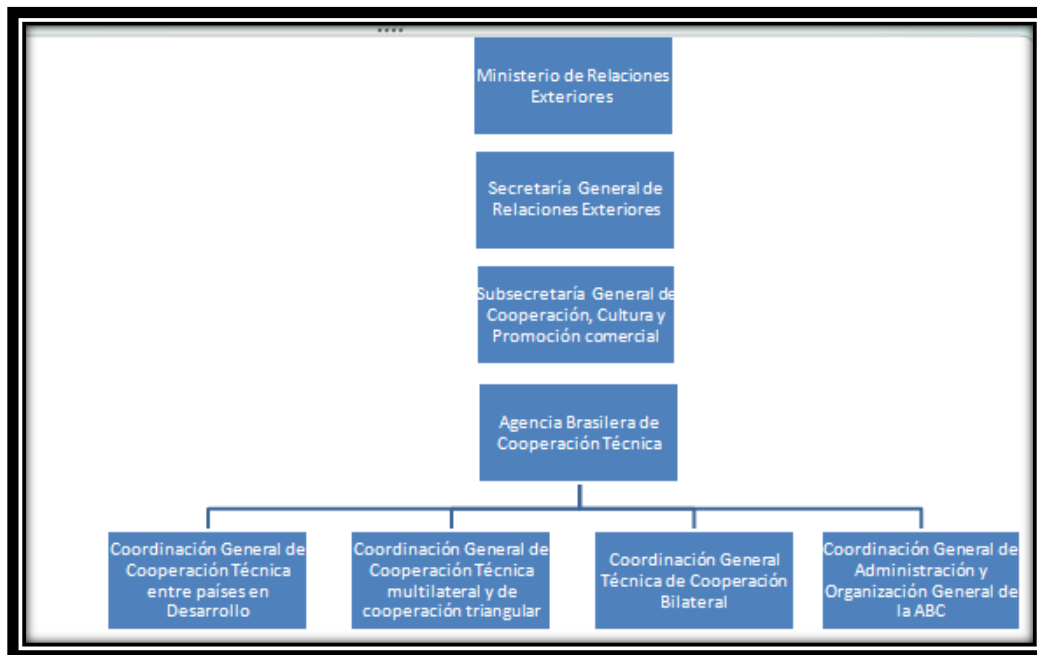 Ministerio de Relaciones
Exteriores
Secretaría General de
Relaciones Exteriores
Subsecretaría General de
Cooperación, Cultura y
Promoción comercial
Agencia Brasilera de
Cooperación Técnica
Coordinación General de
Cooperación Técnica
entre países en
Desarrollo
Coordinación General de
Cooperación Técnica
multilateral y de
cooperación triangular
Coordinación General
Técnica de Cooperación
Bilateral
Coordinación General de
Administración y
Organización General de
la ABC